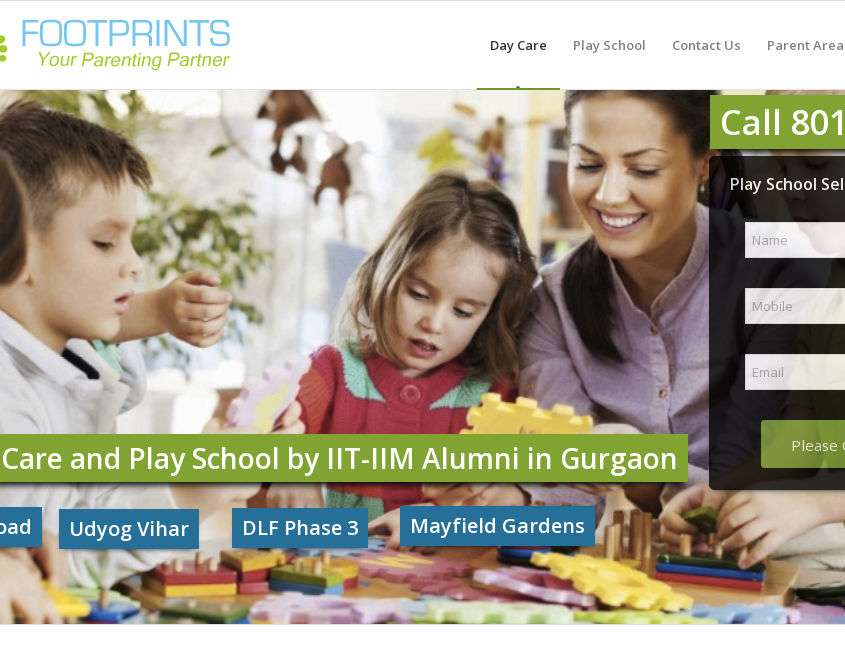 FOOTPRINTS
Your Parenting Partner
Day Care
Play School
Contact Us
Parent Area
Call 801
Play School Sel
Name
Mobile
Email
Please
Care and Play School by IIT-IIM Alumni in Gurgaon
oad
Udyog Vihar
DLF Phase 3
Mayfield Gardens